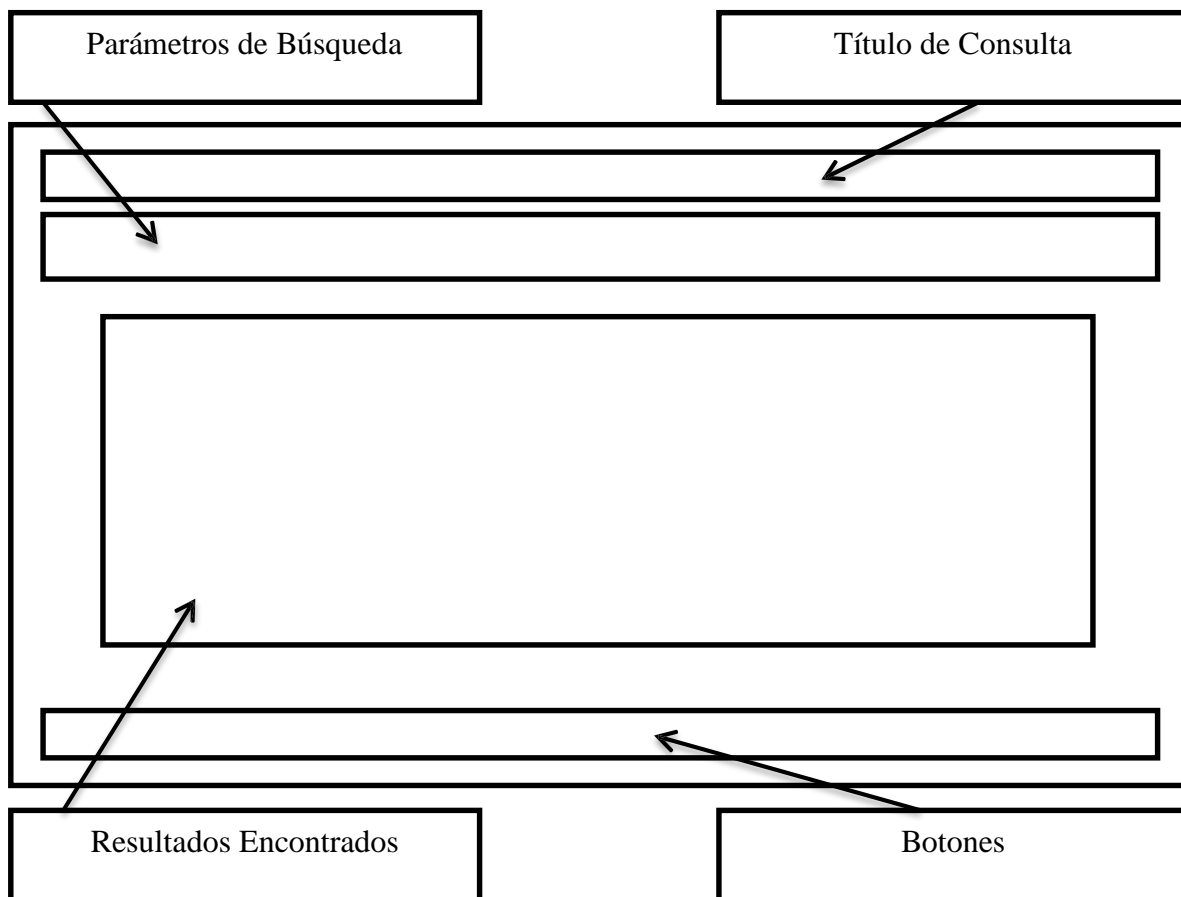 Parámetros de Búsqueda
Título de Consulta
Resultados Encontrados
Botones